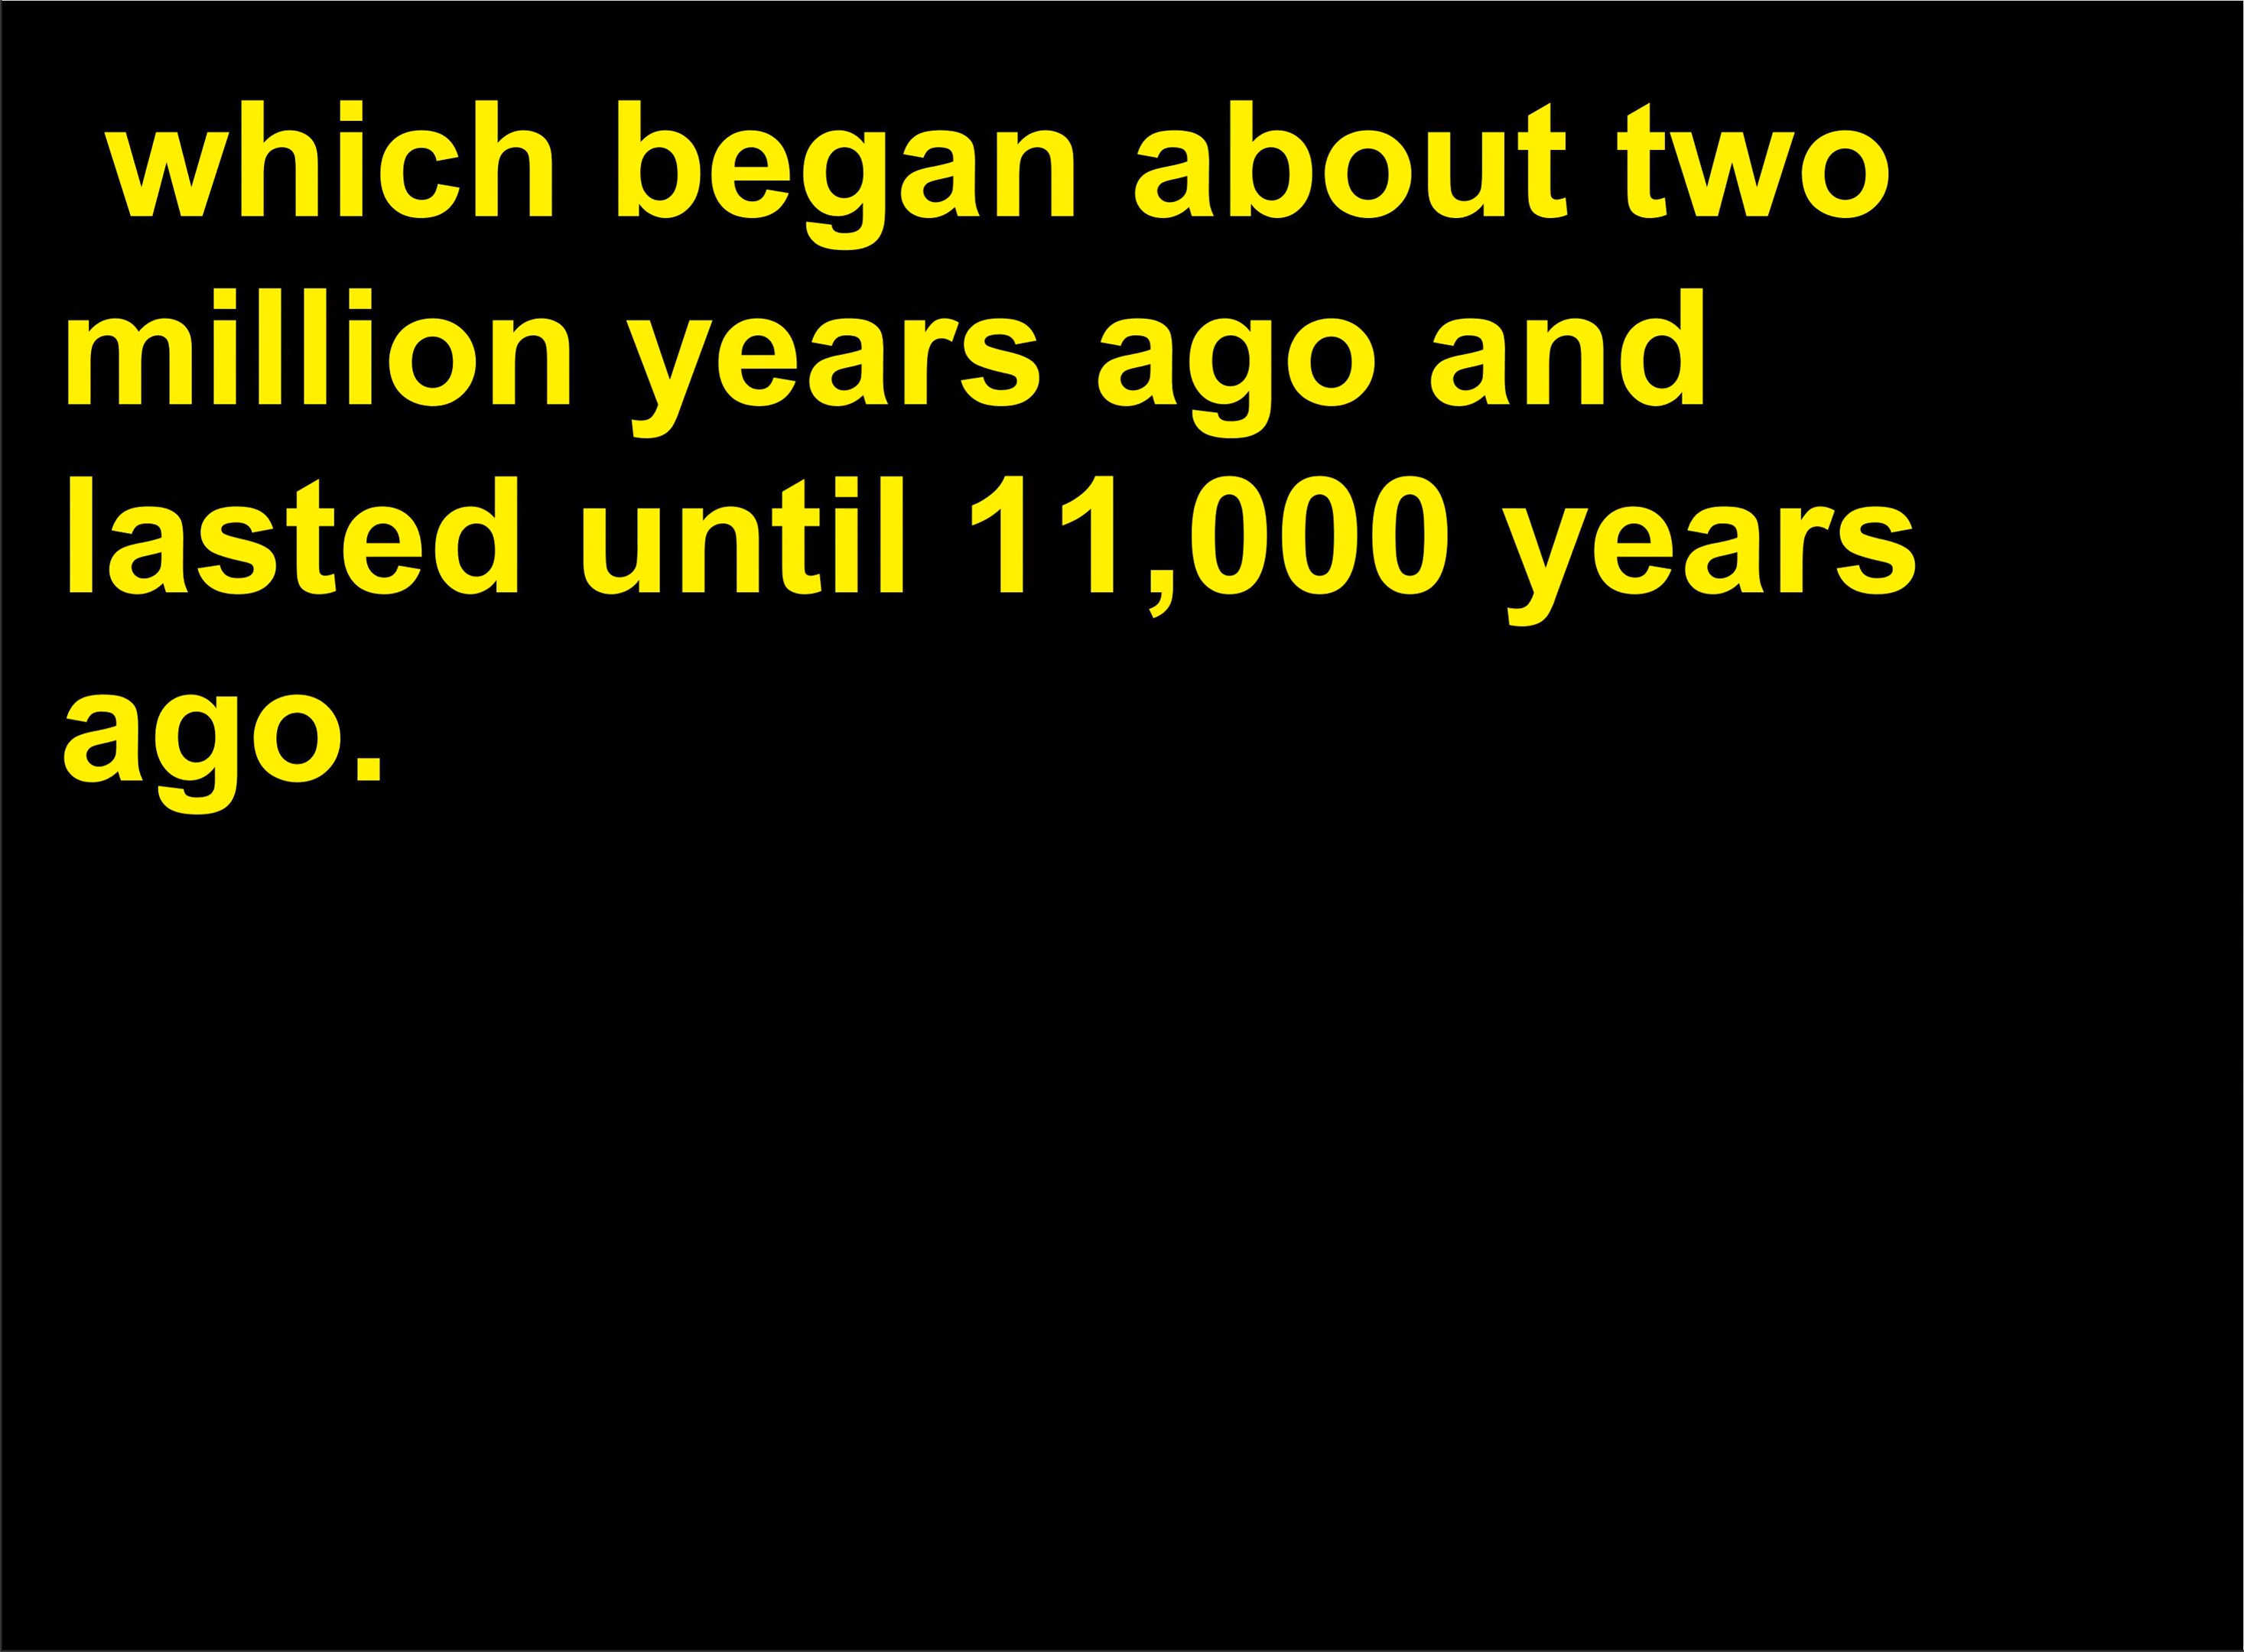 which began about two
million years ago and
lasted until 11,000 years
ago.